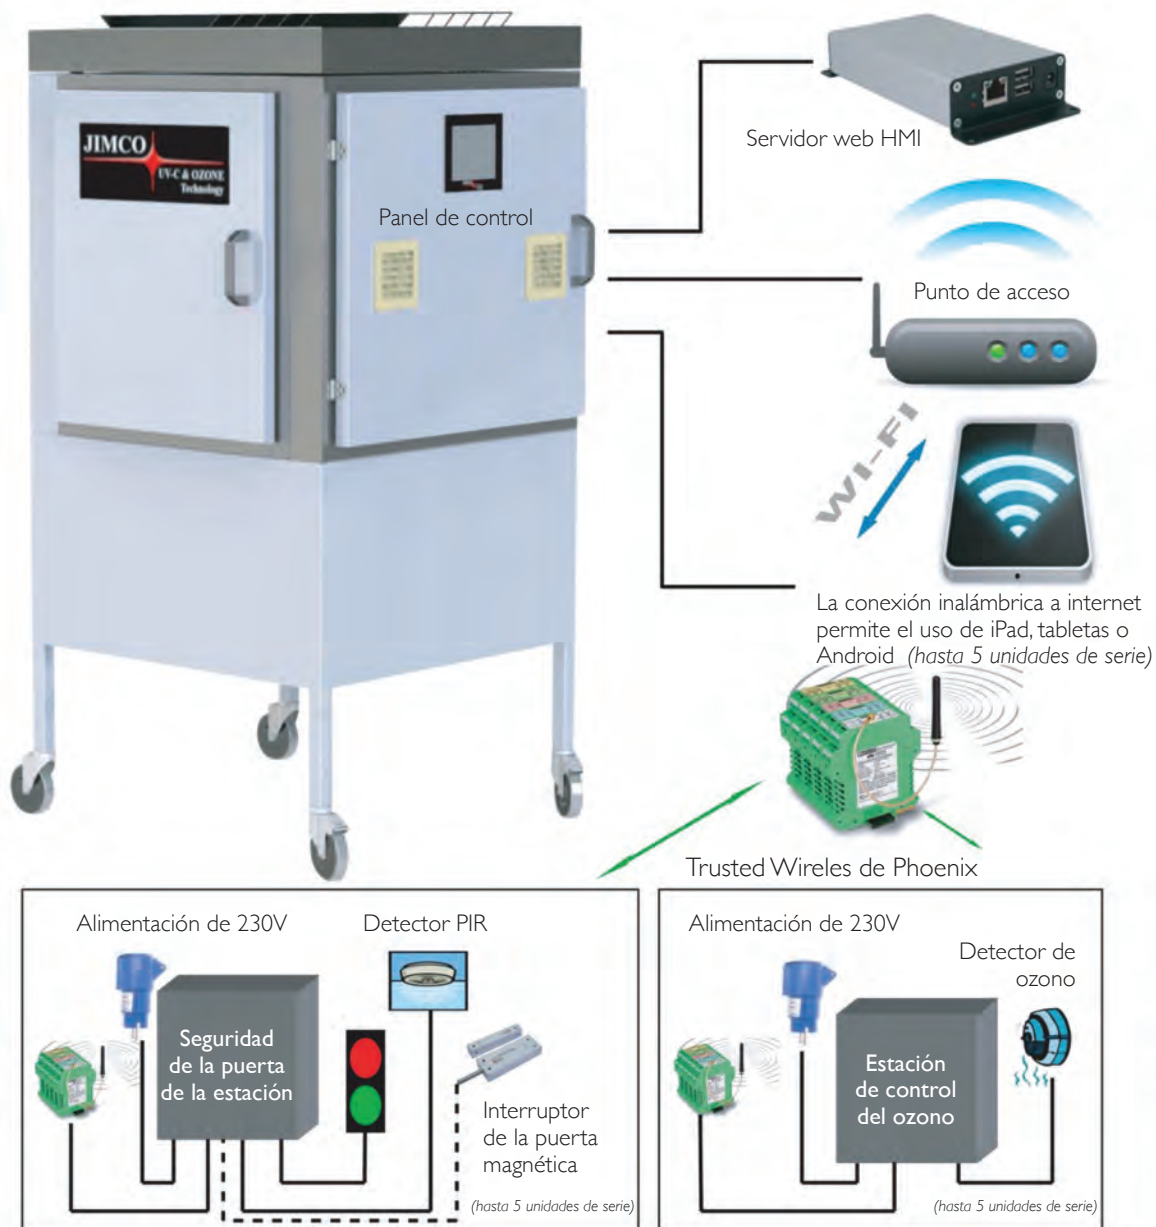 JIMCO
UV-C & OZONE
Technology
Panel de control
Servidor web HMI
Punto de acceso
WI-FI
La conexión inalámbrica a internet
permite el uso de iPad, tabletas o
Android (hasta 5 unidades de serie)
Trusted Wireles de Phoenix
Alimentación de 230V
Detector PIR
Seguridad
de la puerta
de la estación
Interruptor
de la puerta
magnética
(hasta 5 unidades de serie)
Alimentación de 230V
Detector de
ozono
Estación
de control
del ozono
(hasta 5 unidades de serie)